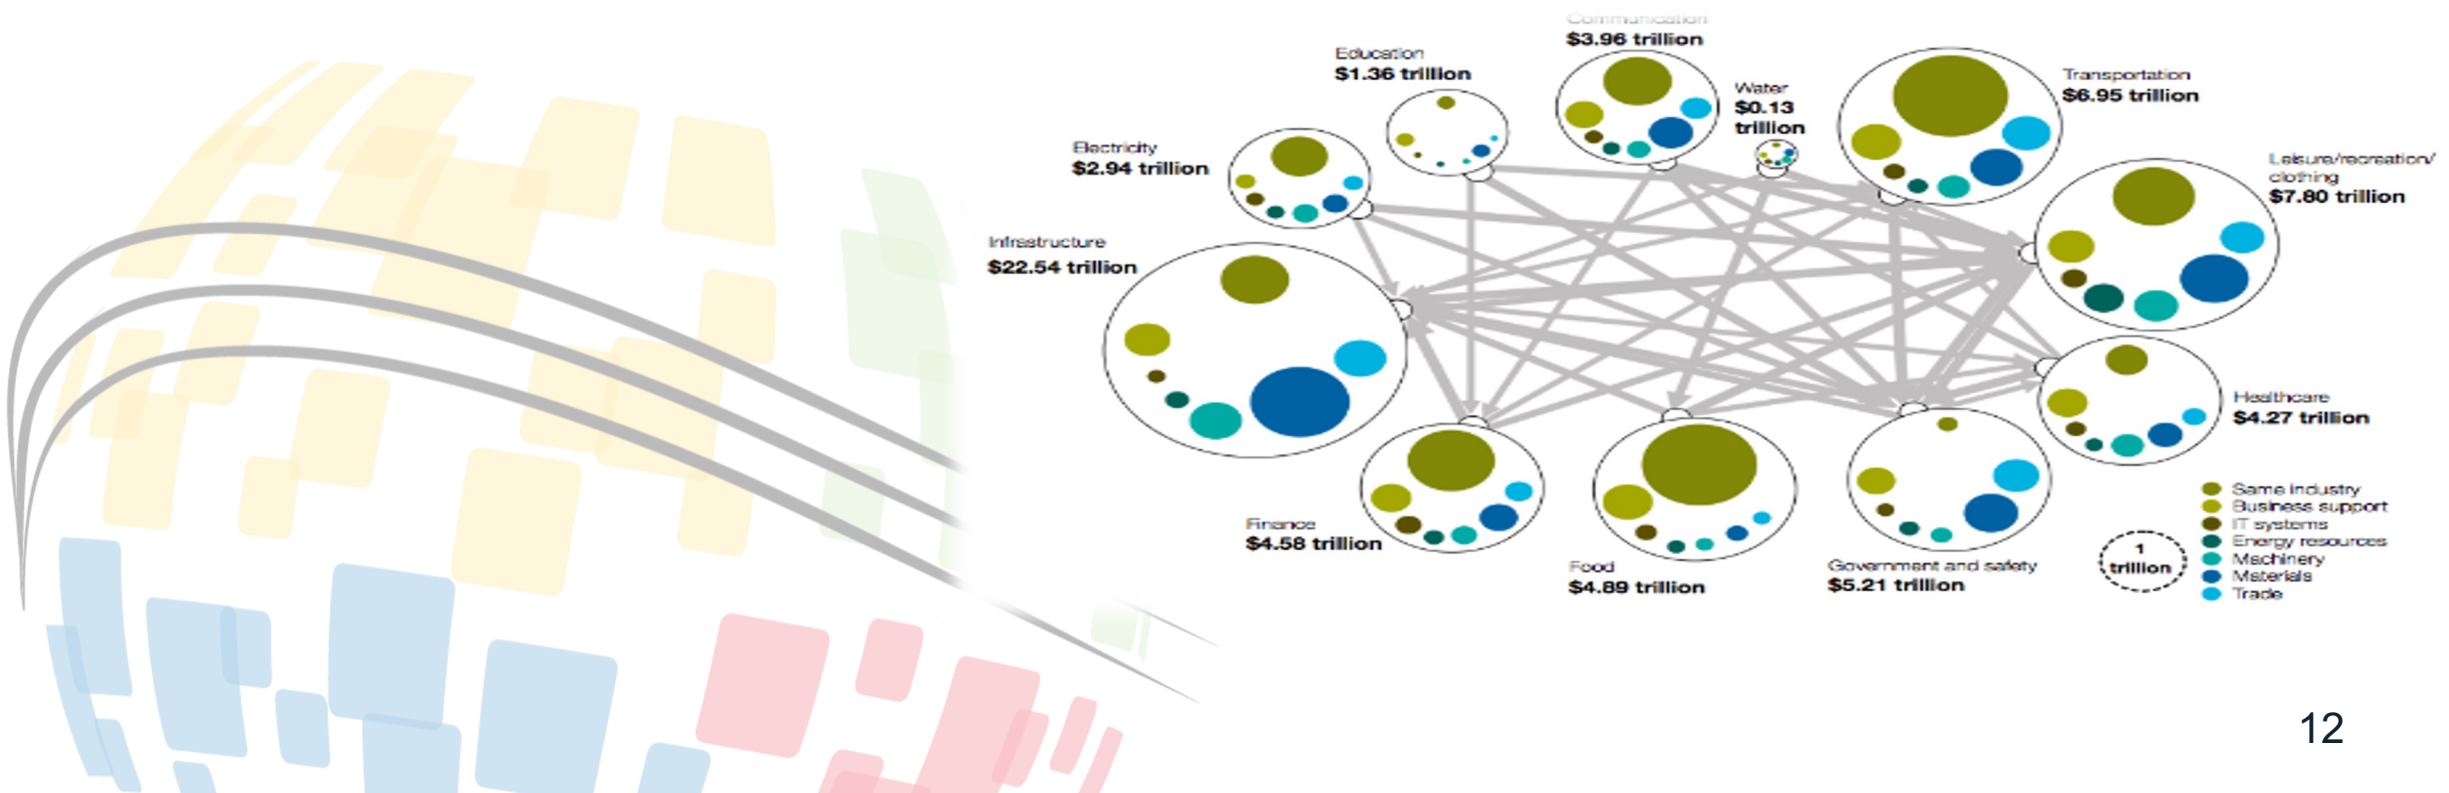 Communication
$3.96 trillion
Education
$1.36 trillion
Water
$0.13
trillion
Transportation
$6.95 trillion
Electricity
$2.94 trillion
Leisure/recreation/
clothing
$7.80 trillion
Infrastructure
$22.54 trillion
Healthcare
$4.27 trillion
Finance
$4.58 trillion
Food
$4.89 trillion
Government and safety
$5.21 trillion
1
trillion
Same industry
Business support
IT systems
Energy resources
Machinery
Materials
Trade
12